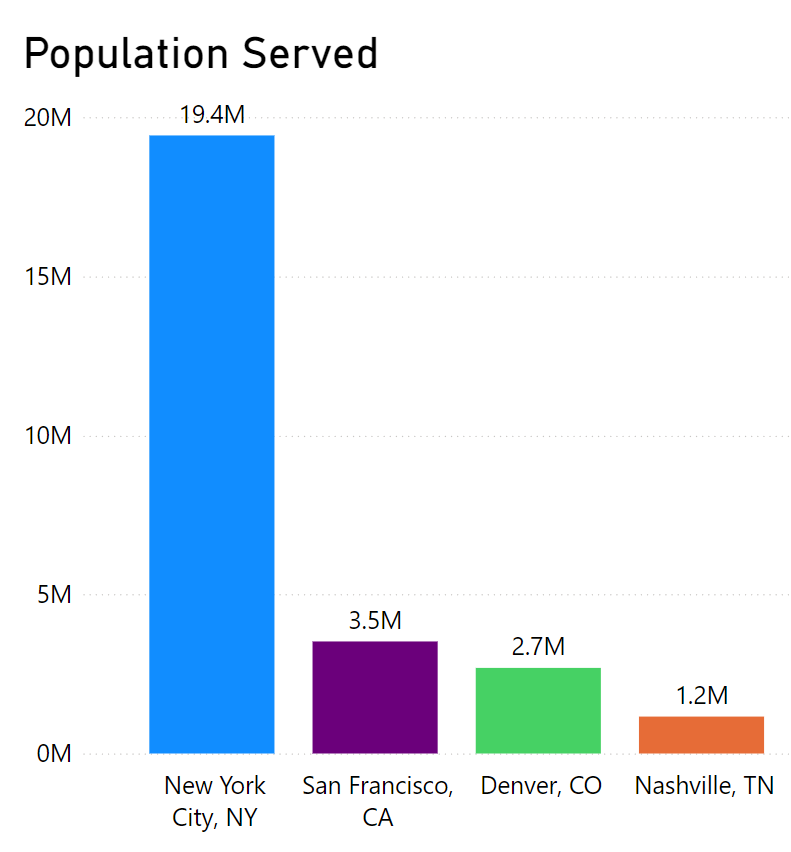 Population Served
20M
19.4M
15M
10M
5M
3.5M
2.7M
1.2M
0M
New York
City, NY
San Francisco,
CA
Denver, CO
Nashville, TN